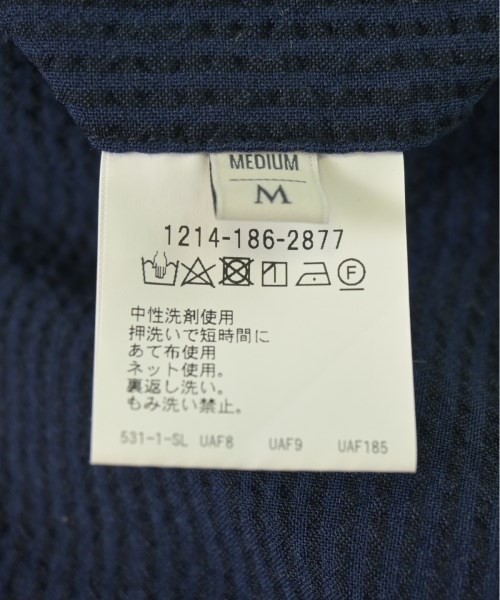 MEDIUM
M
1214-186-2877
F
中性洗剤使用
押洗いで短時間に
あて布使用
ネット使用。
裏返し洗い。
もみ洗い禁止。
531-1-SL UAF8 UAF9 UAF185